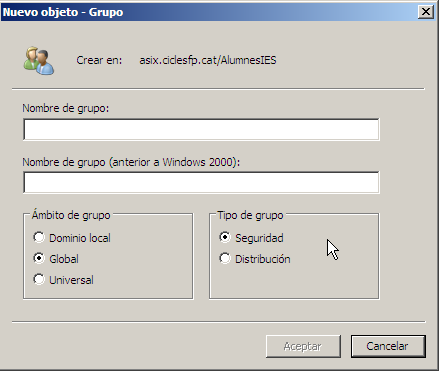 Nuevo objeto - Grupo
Crear en: asix.ciclesfp.cat/AlumnesIES
Nombre de grupo:
Nombre de grupo (anterior a Windows 2000):
Ámbito de grupo
Tipo de grupo
Dominio local
Seguridad
Global
Distribución
Universal
Aceptar
Cancelar